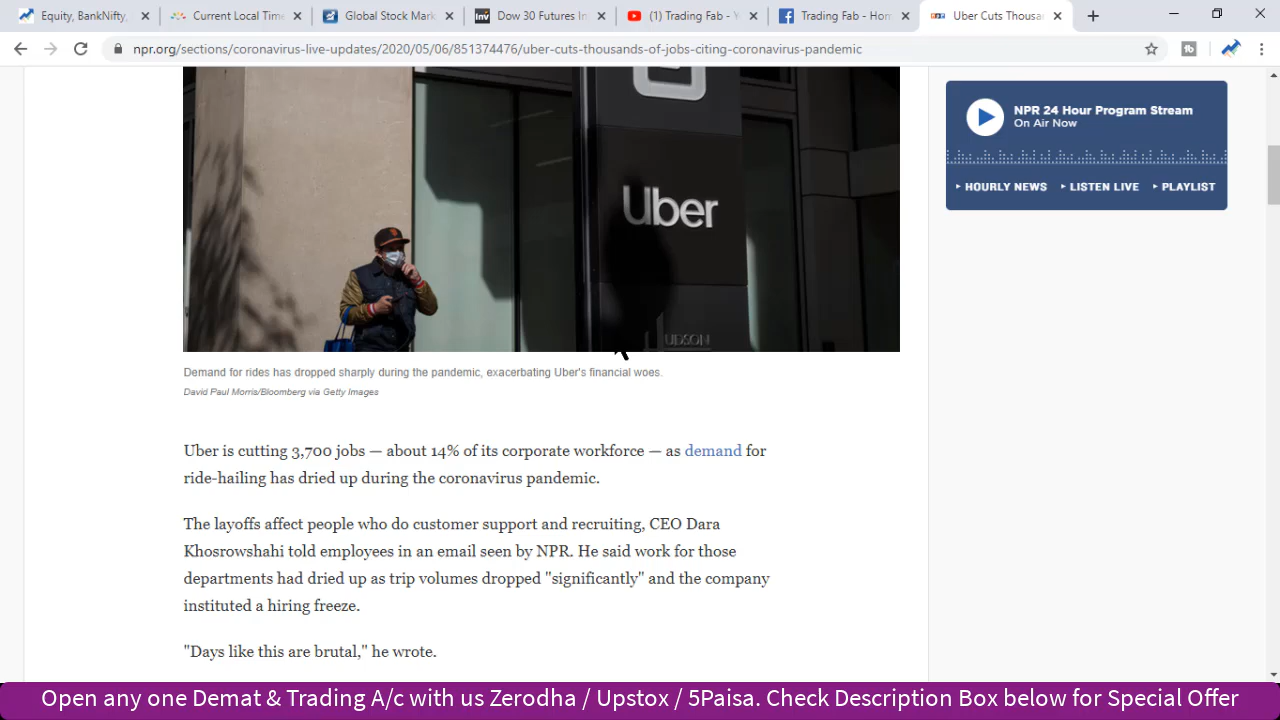 Equity, BankNifty,
Current Local Time
Global Stock Mark
Dow 30 Futures In
(1) Trading Fab - Y
Trading Fab - Hom
Uber Cuts Thousan
npr.org/sections/coronavirus-live-updates/2020/05/06/851374476/uber-cuts-thousands-of-jobs-citing-coronavirus-pandemic
Uber
HUDSON
NPR 24 Hour Program Stream
On Air Now
HOURLY NEWS
LISTEN LIVE
PLAYLIST
Demand for rides has dropped sharply during the pandemic, exacerbating Uber's financial woes.
David Paul Morris/Bloomberg via Getty Images
Uber is cutting 3,700 jobs — about 14% of its corporate workforce — as demand for
ride-hailing has dried up during the coronavirus pandemic.
The layoffs affect people who do customer support and recruiting, CEO Dara
Khosrowshahi told employees in an email seen by NPR. He said work for those
departments had dried up as trip volumes dropped "significantly" and the company
instituted a hiring freeze.
"Days like this are brutal," he wrote.
Open any one Demat & Trading A/c with us Zerodha / Upstox / 5Paisa. Check Description Box below for Special Offer